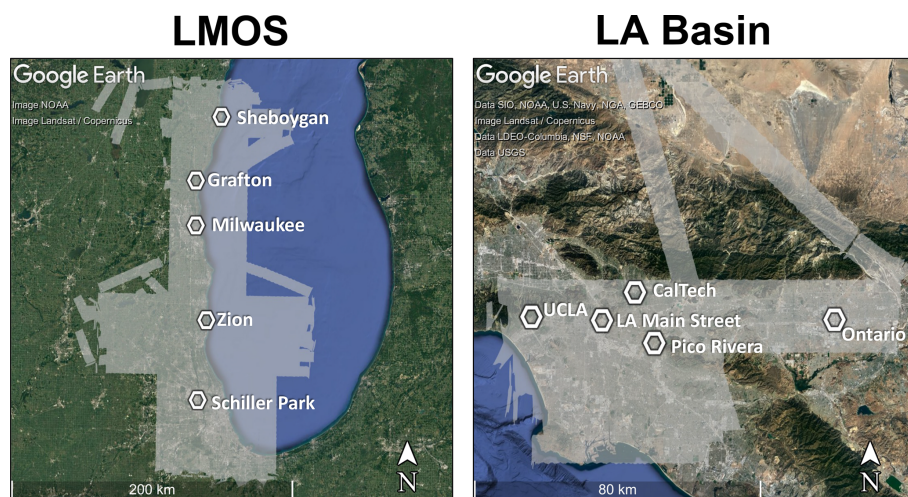 LMOS
Google Earth
Image NOAA
Image Landsat / Copernicus
Sheboygan
Grafton
Milwaukee
Zion
Schiller Park
N
200 km
LA Basin
Google Earth
Data SIO, NOAA, U.S. Navy, NGA, GEBCO
Image Landsat / Copernicus
Data LDEO-Columbia, NSF, NOAA
Data USGS
CalTech
UCLA
LA Main Street
Ontario
Pico Rivera
N
80 km